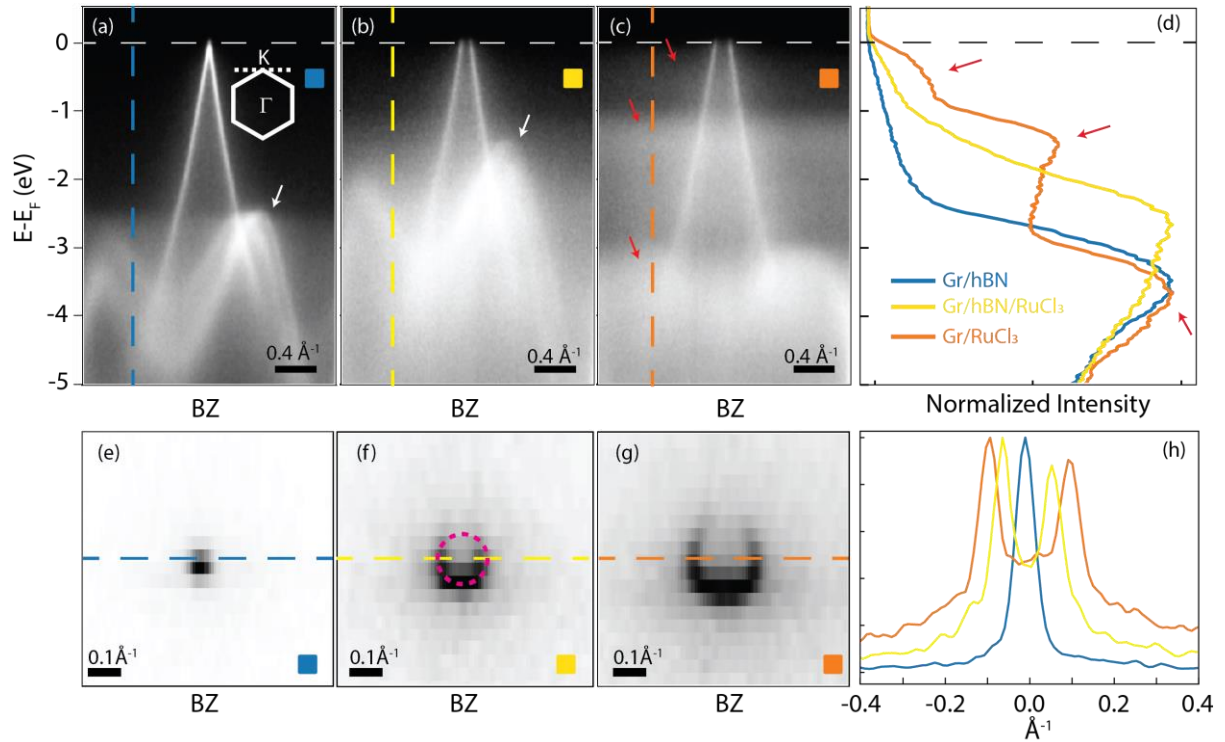 (a)
(b)
(c)
(d)
K
Γ
0
-1
-2
-3
-4
-5
E-E_F (eV)
0.4 Å⁻¹
0.4 Å⁻¹
0.4 Å⁻¹
Gr/hBN
Gr/hBN/RuCl₃
Gr/RuCl₃
BZ
BZ
BZ
Normalized Intensity
(e)
(f)
(g)
(h)
0.1Å⁻¹
0.1Å⁻¹
0.1Å⁻¹
BZ
BZ
BZ
-0.4 -0.2 0.0 0.2 0.4
Å⁻¹